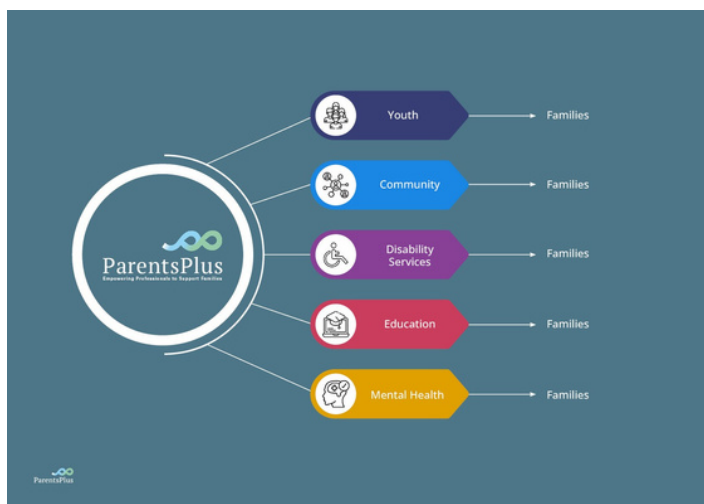 Youth
Families
Community
Families
ParentsPlus
Empowering Professionals to Support Families
Disability
Services
Families
Education
Families
Mental Health
Families
ParentsPlus